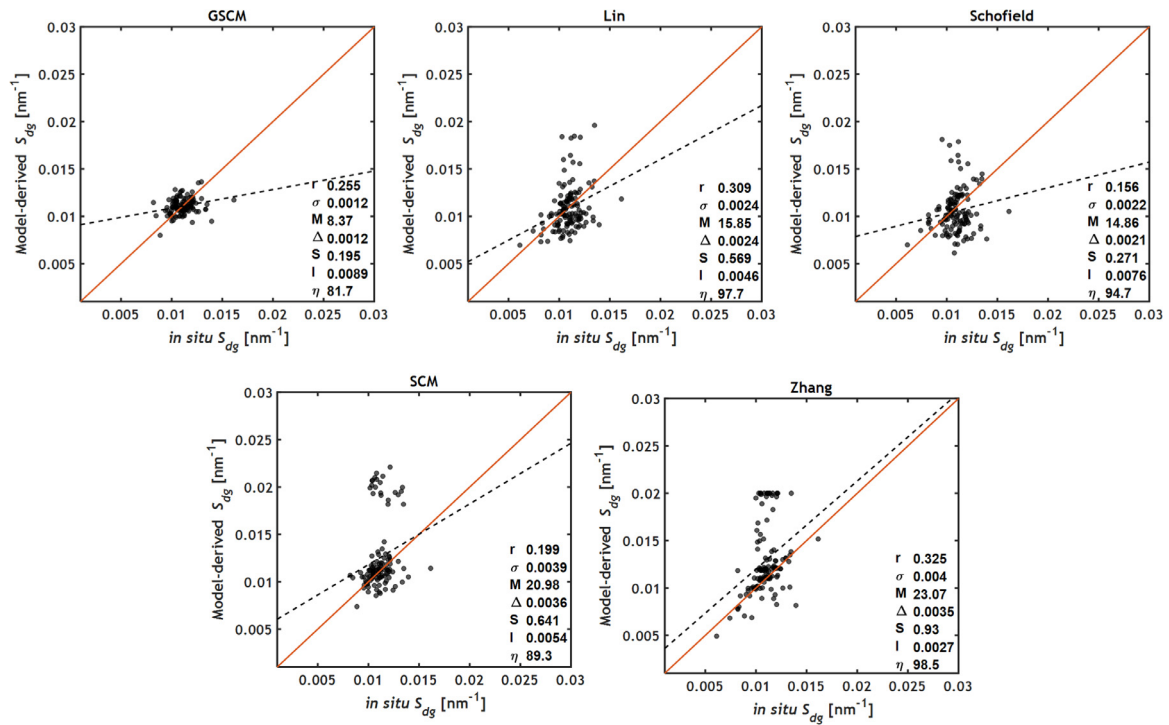 GSCM
0.03
0.025
0.02
0.015
0.01
0.005
Model-derived S_dg [nm⁻¹]
r 0.255
σ 0.0012
M 8.37
Δ 0.0012
S 0.195
I 0.0089
η 81.7
0.005 0.01 0.015 0.02 0.025 0.03
in situ S_dg [nm⁻¹]
Lin
0.03
0.025
0.02
0.015
0.01
0.005
Model-derived S_dg [nm⁻¹]
r 0.309
σ 0.0024
M 15.85
Δ 0.0024
S 0.569
I 0.0046
η 97.7
0.005 0.01 0.015 0.02 0.025 0.03
in situ S_dg [nm⁻¹]
Schofield
0.03
0.025
0.02
0.015
0.01
0.005
Model-derived S_dg [nm⁻¹]
r 0.156
σ 0.0022
M 14.86
Δ 0.0021
S 0.271
I 0.0076
η 94.7
0.005 0.01 0.015 0.02 0.025 0.03
in situ S_dg [nm⁻¹]
SCM
0.03
0.025
0.02
0.015
0.01
0.005
Model-derived S_dg [nm⁻¹]
r 0.199
σ 0.0039
M 20.98
Δ 0.0036
S 0.641
I 0.0054
η 89.3
0.005 0.01 0.015 0.02 0.025 0.03
in situ S_dg [nm⁻¹]
Zhang
0.03
0.025
0.02
0.015
0.01
0.005
Model-derived S_dg [nm⁻¹]
r 0.325
σ 0.004
M 23.07
Δ 0.0035
S 0.93
I 0.0027
η 98.5
0.005 0.01 0.015 0.02 0.025 0.03
in situ S_dg [nm⁻¹]